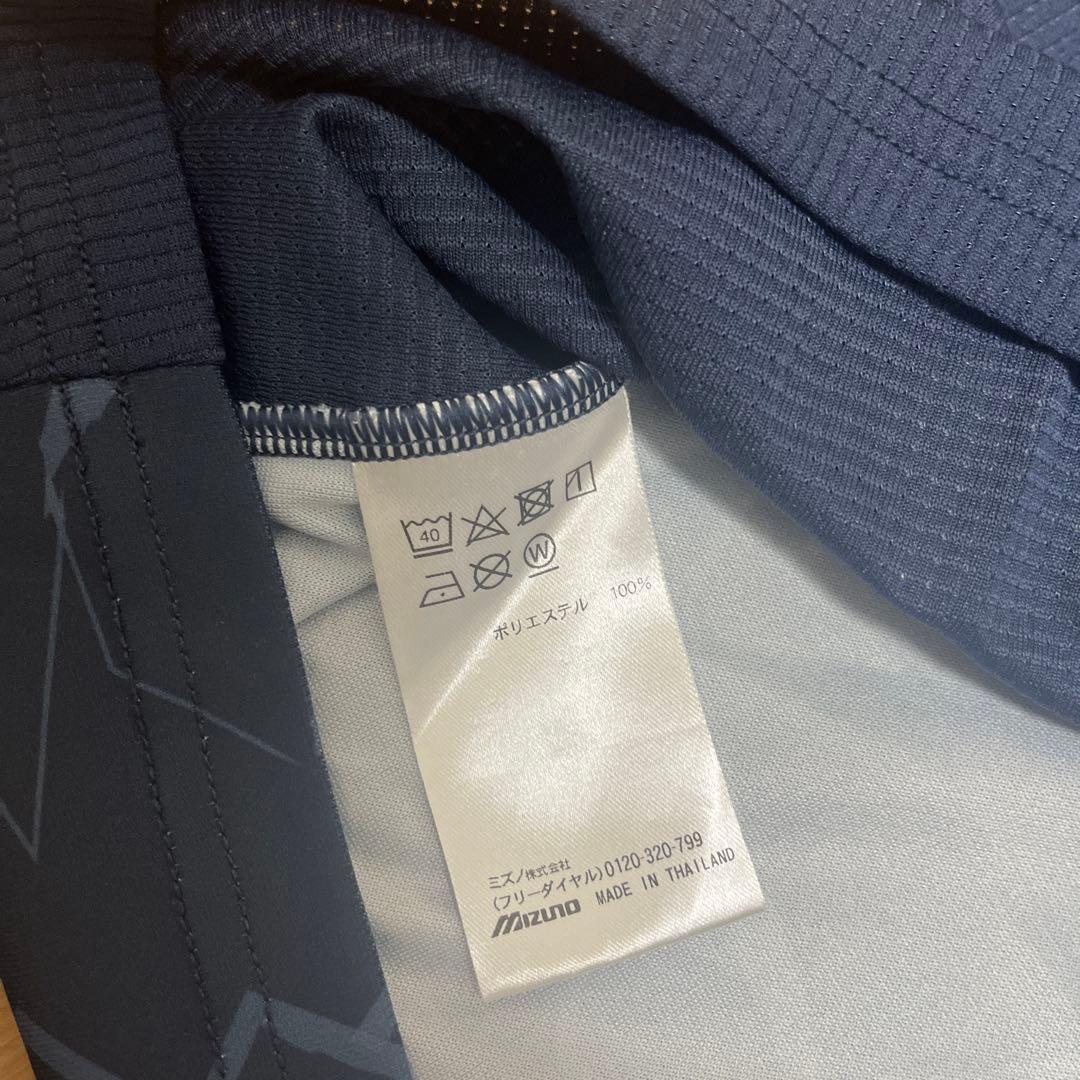 40
W
ポリエステル 100%
ミズノ株式会社
(フリーダイヤル)0120-320-799
MIZUNO MADE IN THAILAND